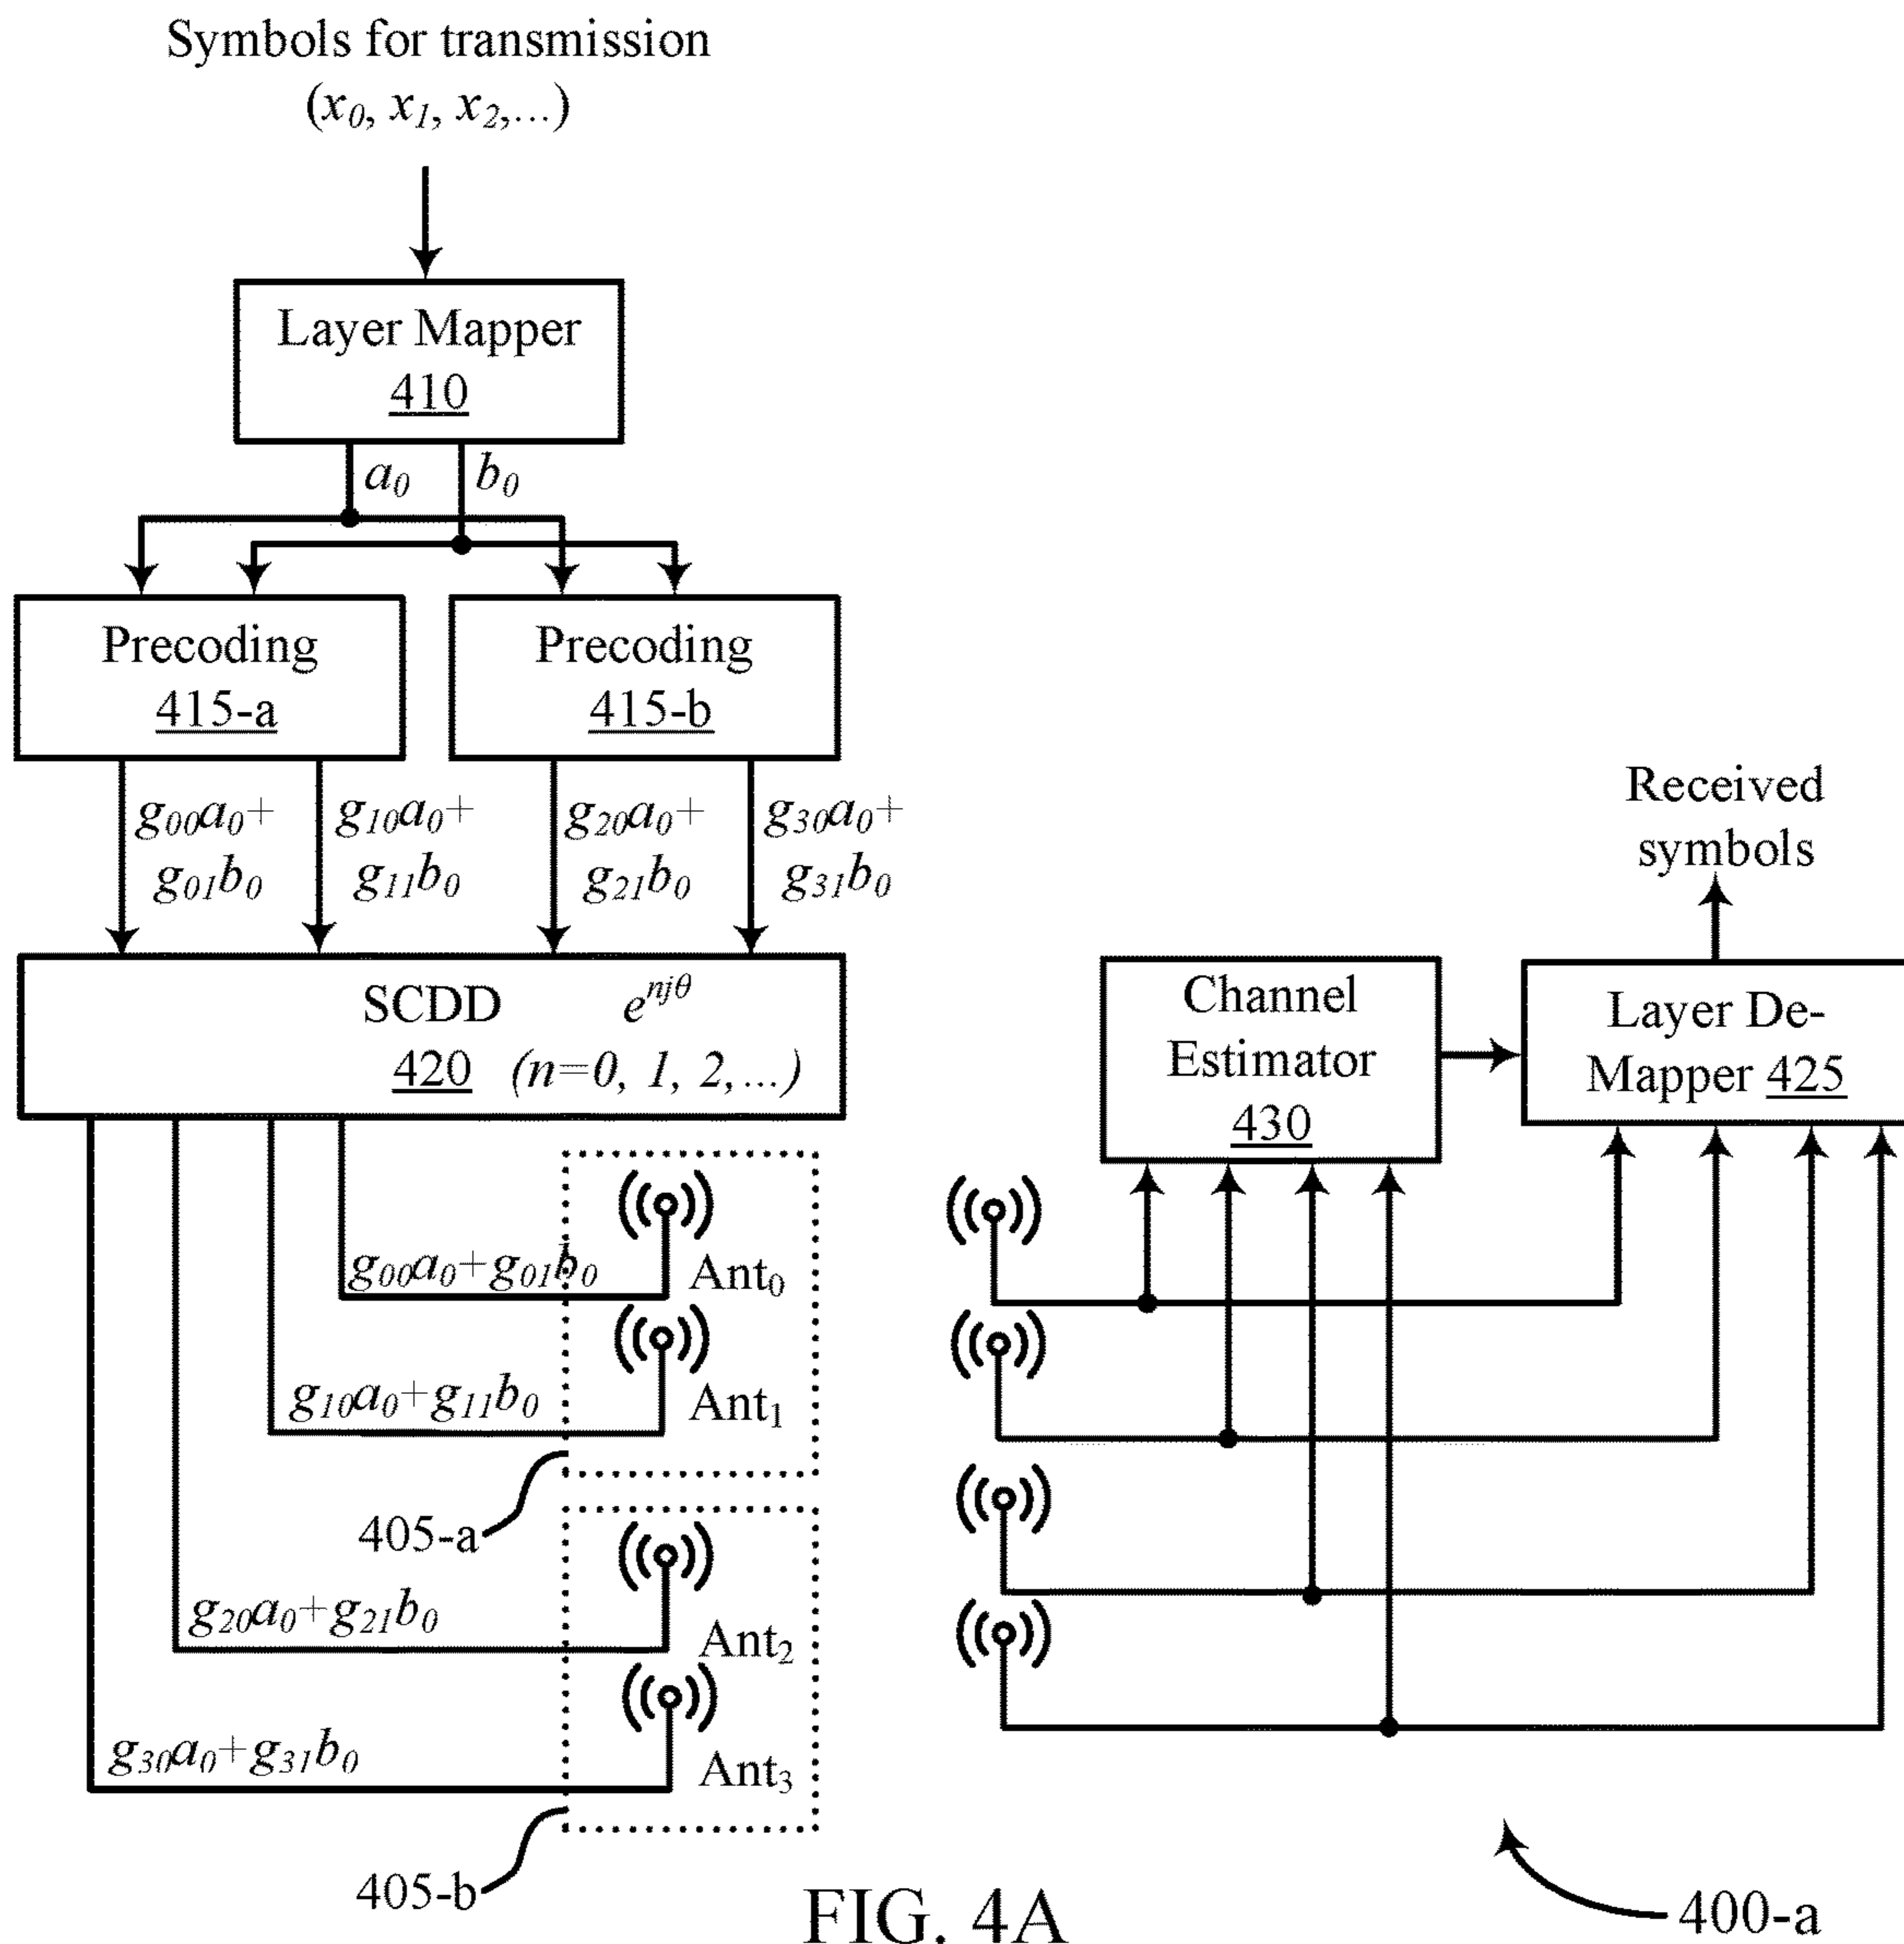 Symbols for transmission
(x₀, x₁, x₂,...)
Layer Mapper
410
a₀
b₀
Precoding
415-a
Precoding
415-b
g₀₀a₀+
g₀₁b₀
g₁₀a₀+
g₁₁b₀
g₂₀a₀+
g₂₁b₀
g₃₀a₀+
g₃₁b₀
SCDD e^{njθ}
420 (n=0, 1, 2,...)
g₀₀a₀+g₀₁b₀
Ant₀
g₁₀a₀+g₁₁b₀
Ant₁
405-a
g₂₀a₀+g₂₁b₀
Ant₂
g₃₀a₀+g₃₁b₀
Ant₃
405-b
Received
symbols
Channel
Estimator
430
Layer De-
Mapper 425
FIG. 4A
400-a